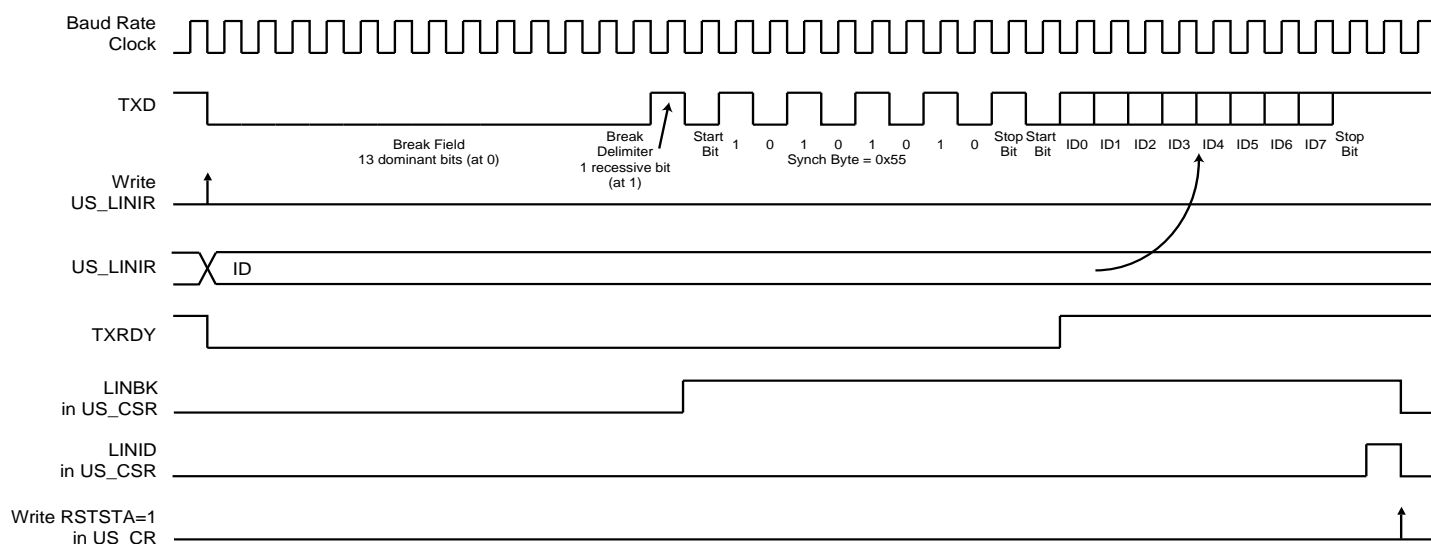 Baud Rate
Clock
TXD
Break Field
13 dominant bits (at 0)
Break
Delimiter
1 recessive bit
(at 1)
Start
Bit
1 0 1 0 1 0 1 0
Synch Byte = 0x55
Stop
Bit
Start
Bit
ID0 ID1 ID2 ID3 ID4 ID5 ID6 ID7
Stop
Bit
Write
US_LINIR
US_LINIR
ID
TXRDY
LINBK
in US_CSR
LINID
in US_CSR
Write RSTSTA=1
in US_CR